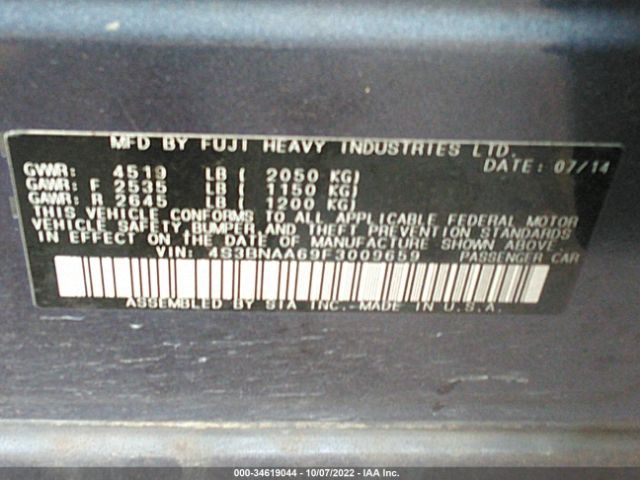 MFD BY FUJI HEAVY INDUSTRIES LTD.
GVWR: 4519 LB ( 2050 KG) DATE: 07/14
GAWR: F 2535 LB ( 1150 KG)
GAWR: R 2645 LB ( 1200 KG)
THIS VEHICLE CONFORMS TO ALL APPLICABLE FEDERAL MOTOR
VEHICLE SAFETY,BUMPER,AND THEFT PREVENTION STANDARDS
IN EFFECT ON THE DATE OF MANUFACTURE SHOWN ABOVE.
VIN: 4S3BNAA69F3009659 PASSENGER CAR
ASSEMBLED BY SIA INC.-MADE IN U.S.A.
000-34619044 - 10/07/2022 - IAA Inc.